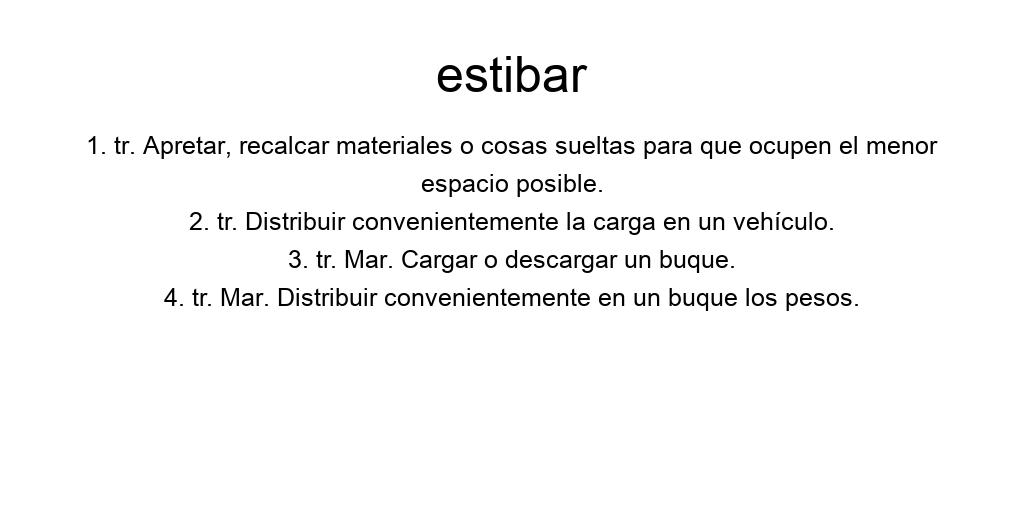 estibar
1. tr. Apretar, recalcar materiales o cosas sueltas para que ocupen el menor
espacio posible.
2. tr. Distribuir convenientemente la carga en un vehículo.
3. tr. Mar. Cargar o descargar un buque.
4. tr. Mar. Distribuir convenientemente en un buque los pesos.